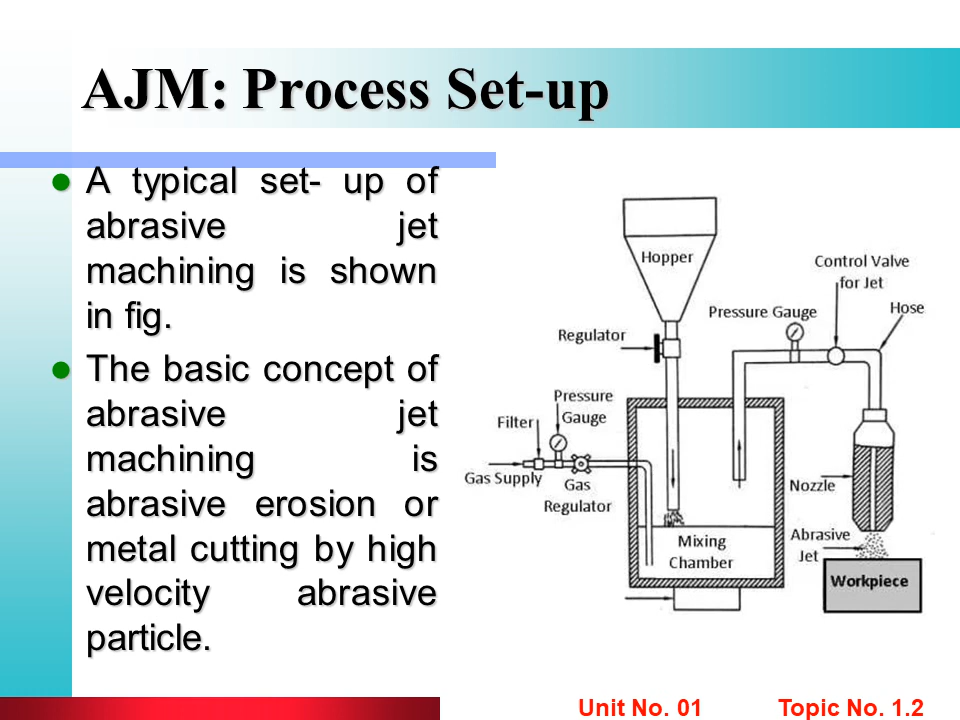 AJM: Process Set-up
A typical set- up of
abrasive jet
machining is shown
in fig.
The basic concept of
abrasive jet
machining is
abrasive erosion or
metal cutting by high
velocity abrasive
particle.
Hopper
Control Valve
for Jet
Pressure Gauge
Hose
Regulator
Pressure
Gauge
Filter
Gas Supply
Gas
Regulator
Nozzle
Mixing
Chamber
Abrasive
Jet
Workpiece
Unit No. 01 Topic No. 1.2